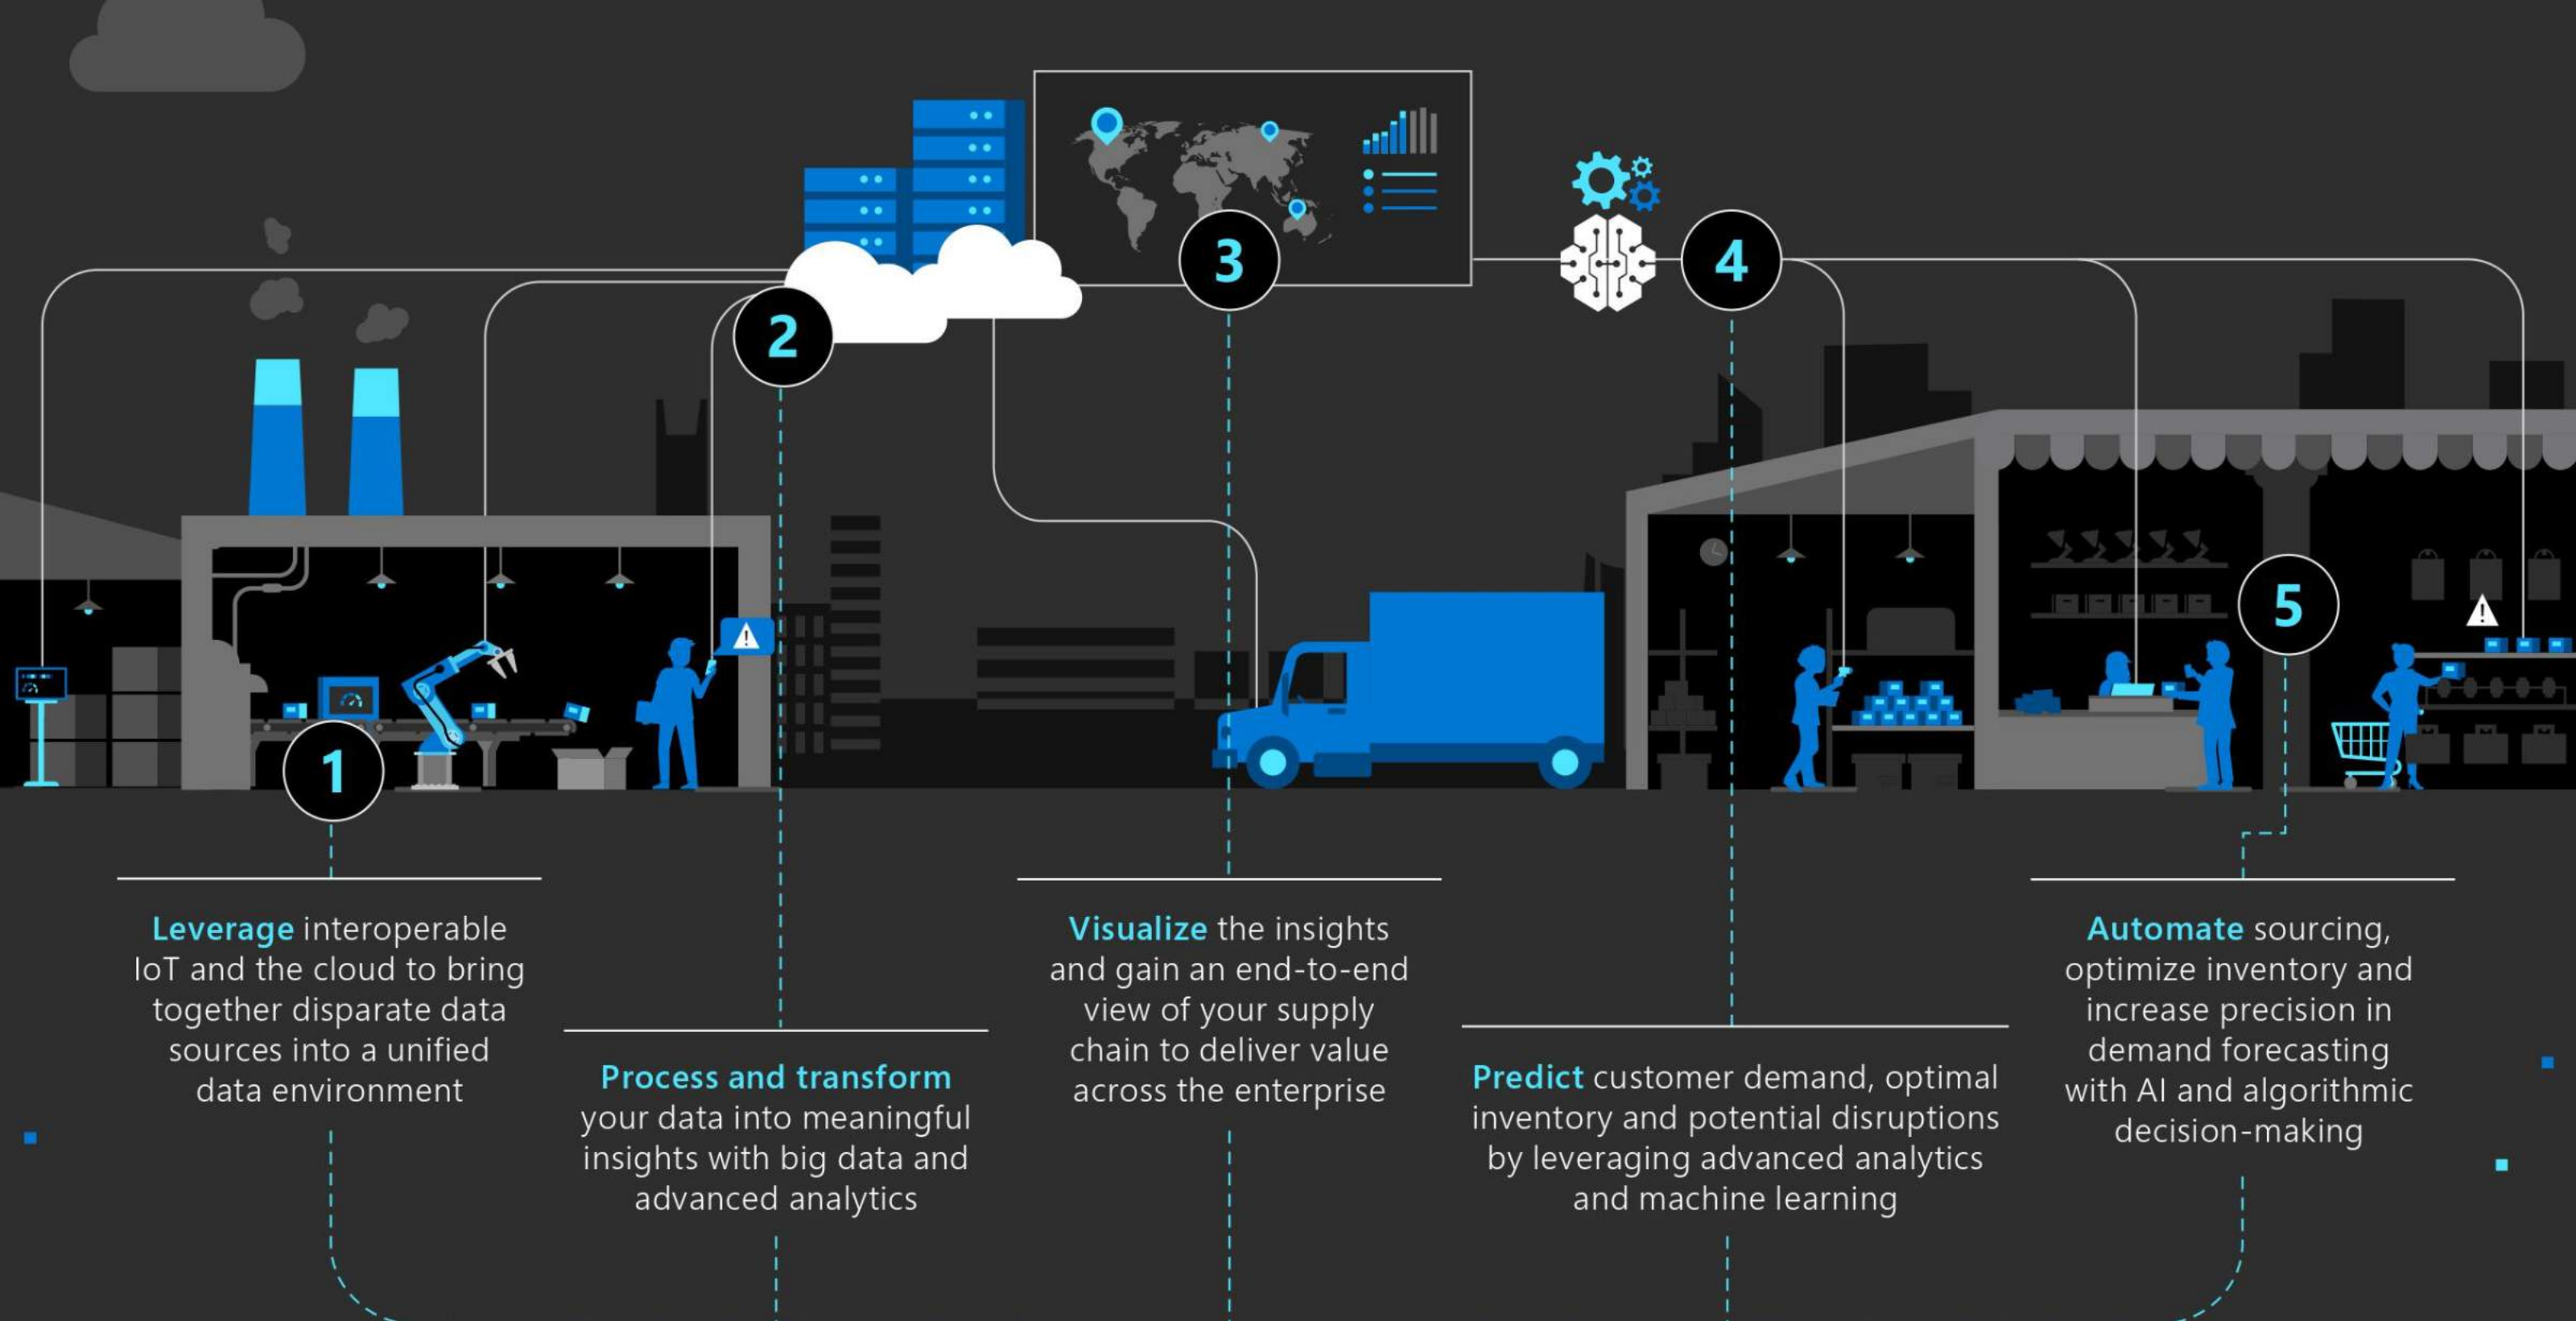 3
4
2
5
1
Leverage interoperable
IoT and the cloud to bring
together disparate data
sources into a unified
data environment
Process and transform
your data into meaningful
insights with big data and
advanced analytics
Visualize the insights
and gain an end-to-end
view of your supply
chain to deliver value
across the enterprise
Predict customer demand, optimal
inventory and potential disruptions
by leveraging advanced analytics
and machine learning
Automate sourcing,
optimize inventory and
increase precision in
demand forecasting
with AI and algorithmic
decision-making